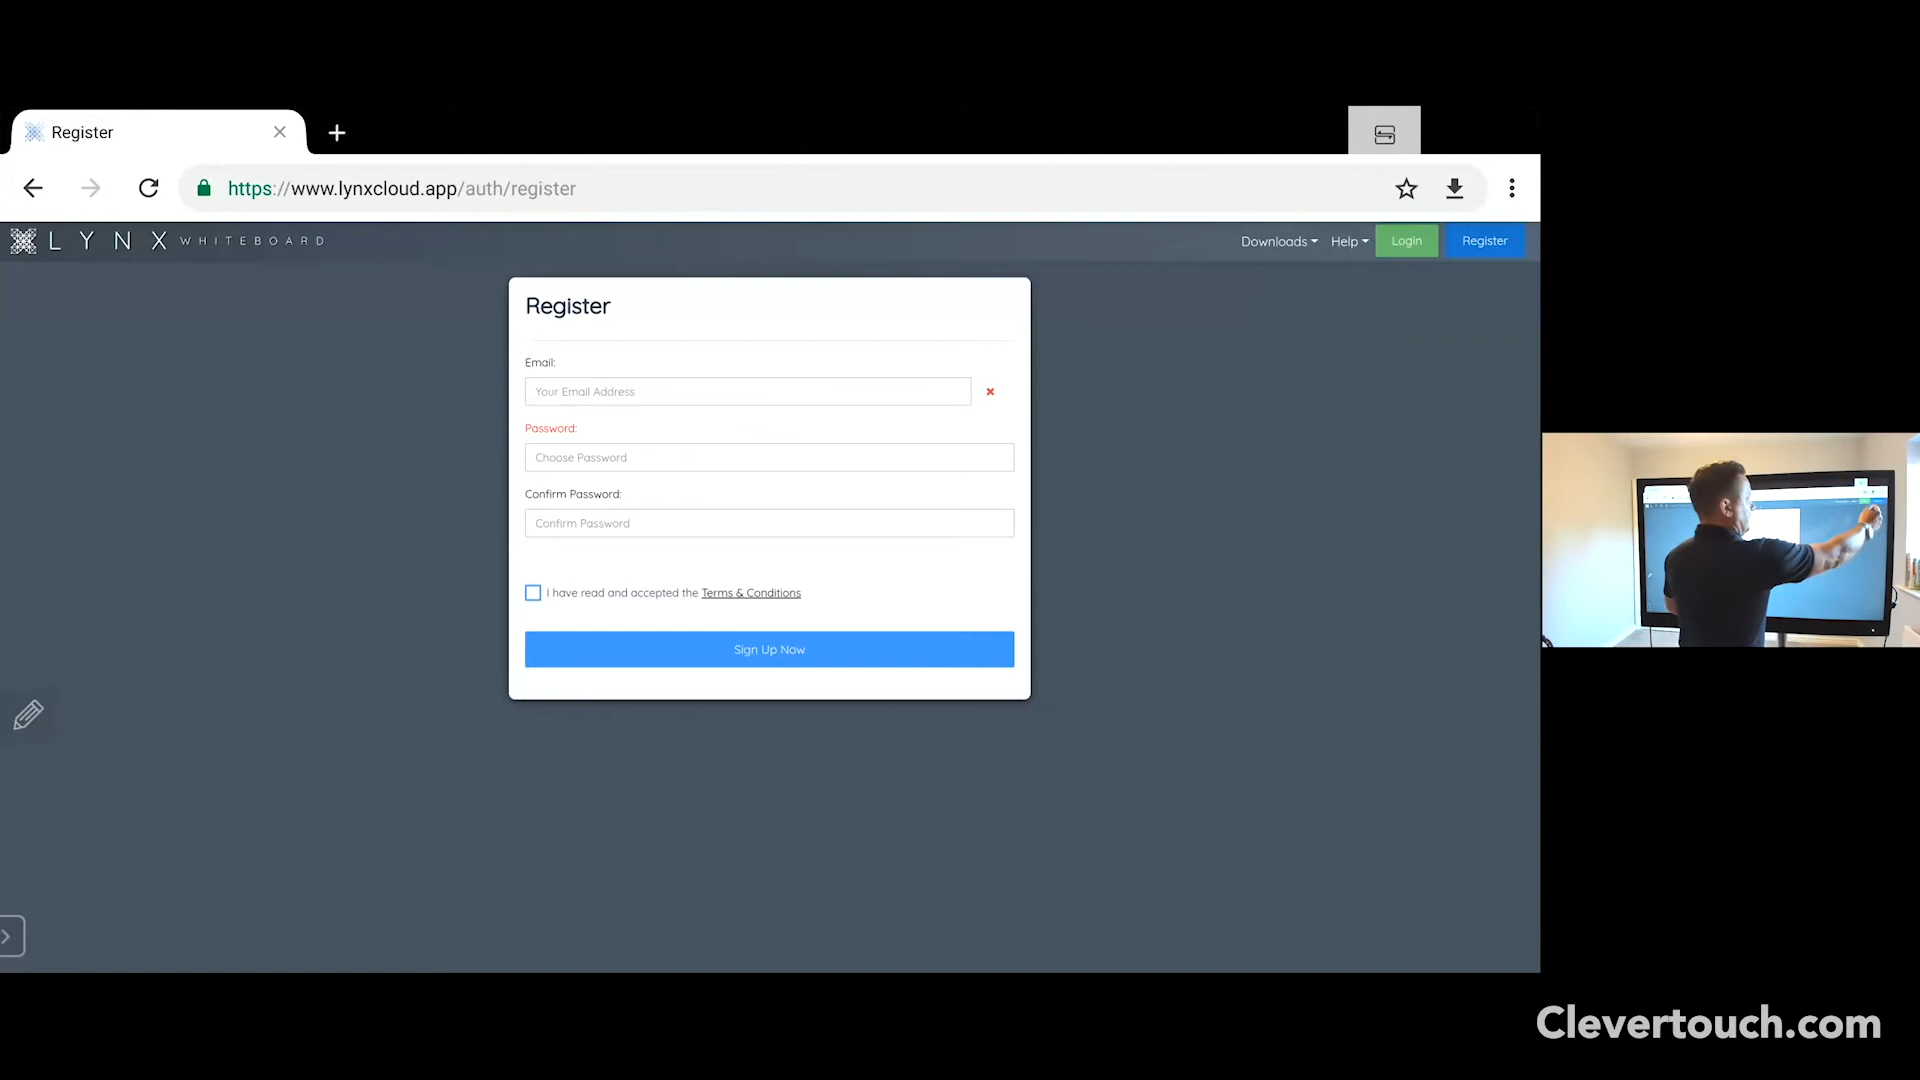 Register
https://www.lynxcloud.app/auth/register
LYNX WHITEBOARD
Downloads Help Login Register
Register
Email:
Your Email Address
Password:
Choose Password
Confirm Password:
Confirm Password
I have read and accepted the Terms & Conditions
Sign Up Now
Clevertouch.com